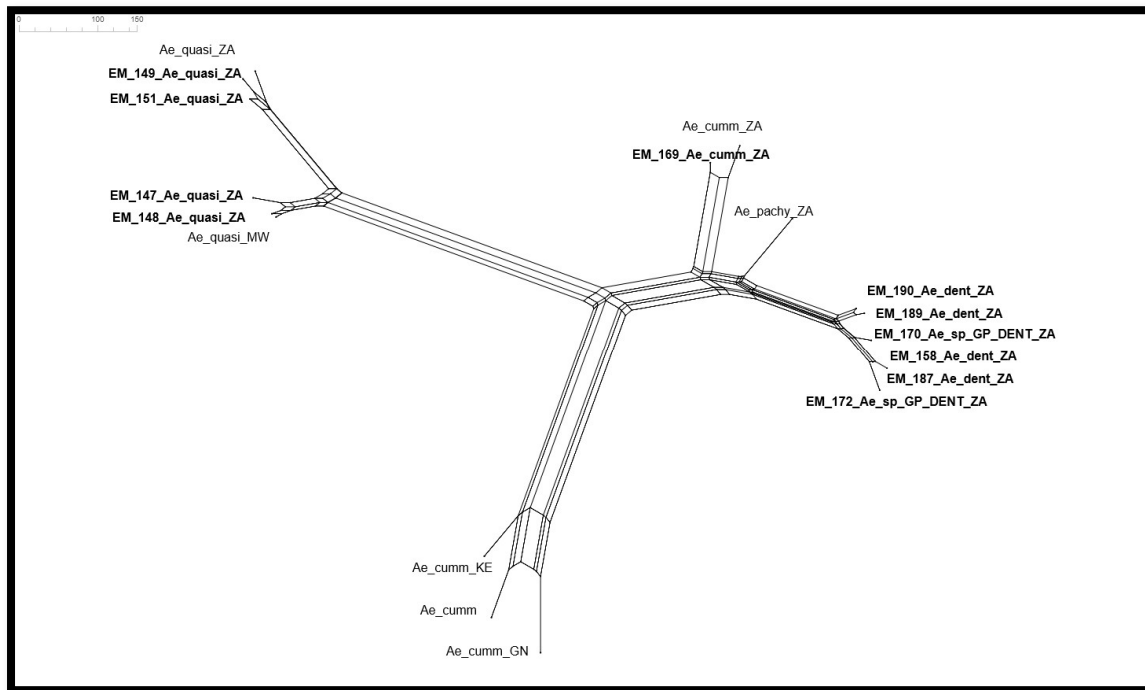 0 100 150
Ae_quasi_ZA
EM_149_Ae_quasi_ZA
EM_151_Ae_quasi_ZA
Ae_cumm_ZA
EM_169_Ae_cumm_ZA
EM_147_Ae_quasi_ZA
EM_148_Ae_quasi_ZA
Ae_quasi_MW
Ae_pachy_ZA
EM_190_Ae_dent_ZA
EM_189_Ae_dent_ZA
EM_170_Ae_sp_GP_DENT_ZA
EM_158_Ae_dent_ZA
EM_187_Ae_dent_ZA
EM_172_Ae_sp_GP_DENT_ZA
Ae_cumm_KE
Ae_cumm
Ae_cumm_GN